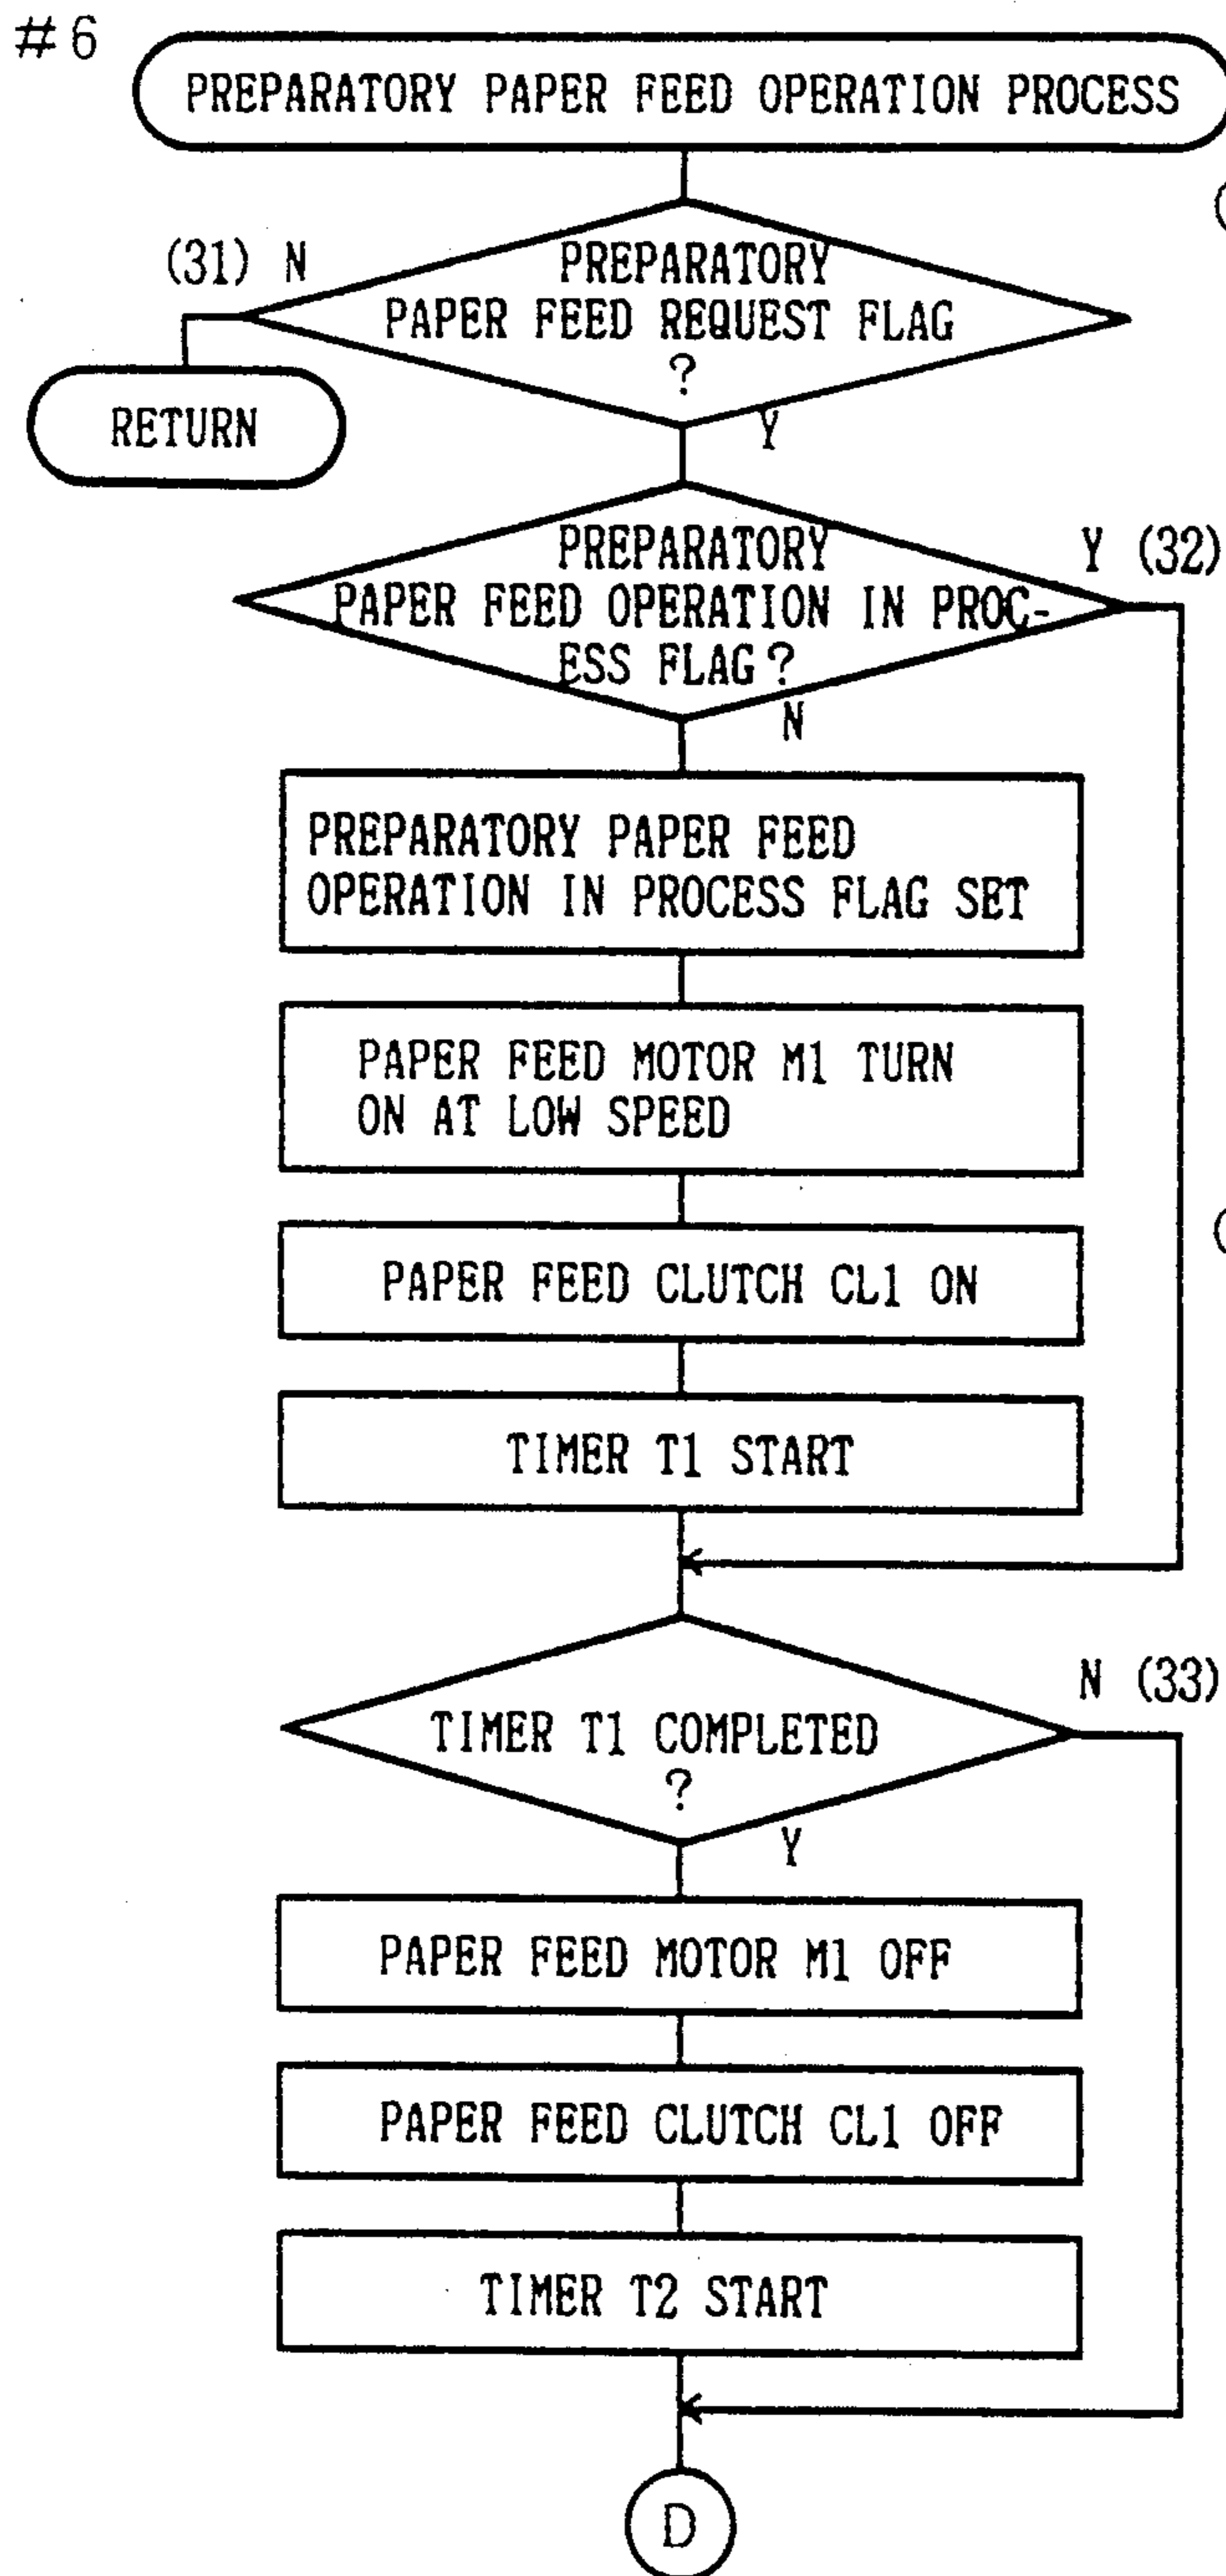 #6
PREPARATORY PAPER FEED OPERATION PROCESS
(31) N
PREPARATORY
PAPER FEED REQUEST FLAG
?
RETURN
Y
PREPARATORY
PAPER FEED OPERATION IN PROC-
ESS FLAG?
Y (32)
N
PREPARATORY PAPER FEED
OPERATION IN PROCESS FLAG SET
PAPER FEED MOTOR M1 TURN
ON AT LOW SPEED
PAPER FEED CLUTCH CL1 ON
TIMER T1 START
N (33)
TIMER T1 COMPLETED
?
Y
PAPER FEED MOTOR M1 OFF
PAPER FEED CLUTCH CL1 OFF
TIMER T2 START
D